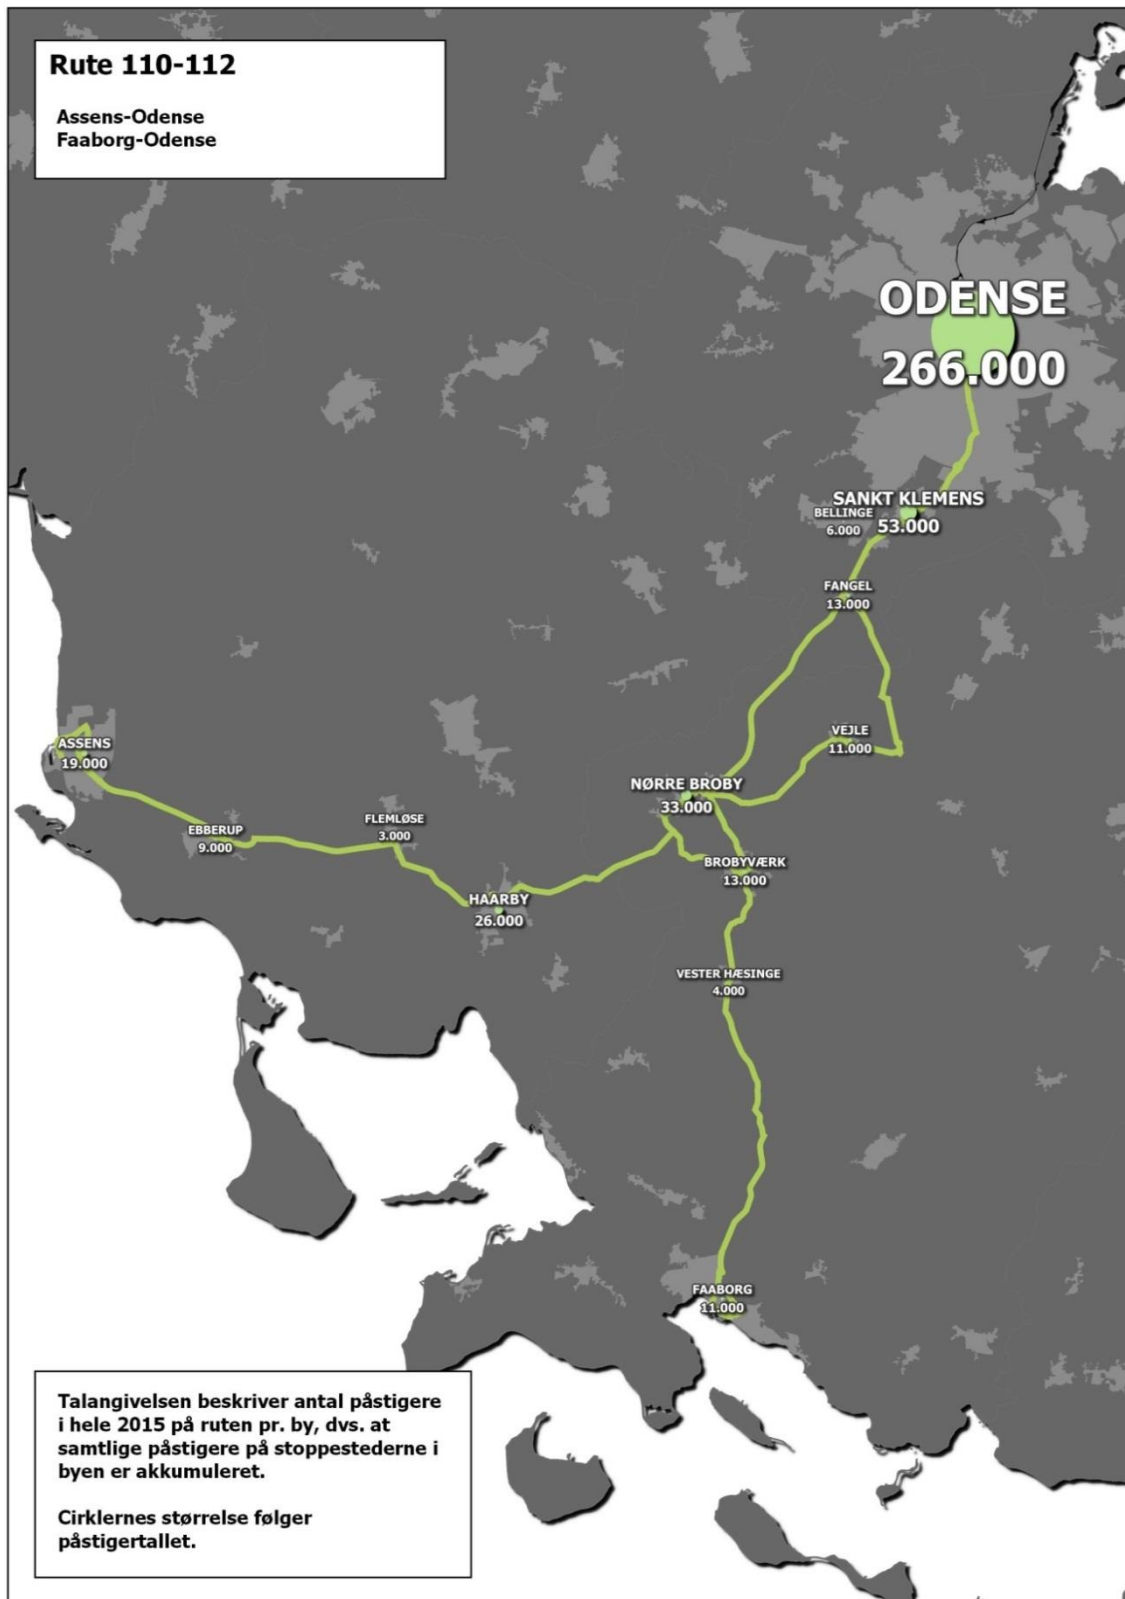 Rute 110-112
Assens-Odense
Faaborg-Odense
ODENSE
266.000
SANKT KLEMENS
53.000
BELLINGE
6.000
FANGEL
13.000
VEJLE
11.000
ASSENS
19.000
NØRRE BROBY
33.000
EBBERUP
9.000
FLEMLØSE
3.000
BROBYVÆRK
13.000
HAARBY
26.000
VESTER HÆSINGE
4.000
FAABORG
11.000
Talangivelsen beskriver antal påstigere
i hele 2015 på ruten pr. by, dvs. at
samtlige påstigere på stoppestederne i
byen er akkumuleret.
Cirklernes størrelse følger
påstigertallet.